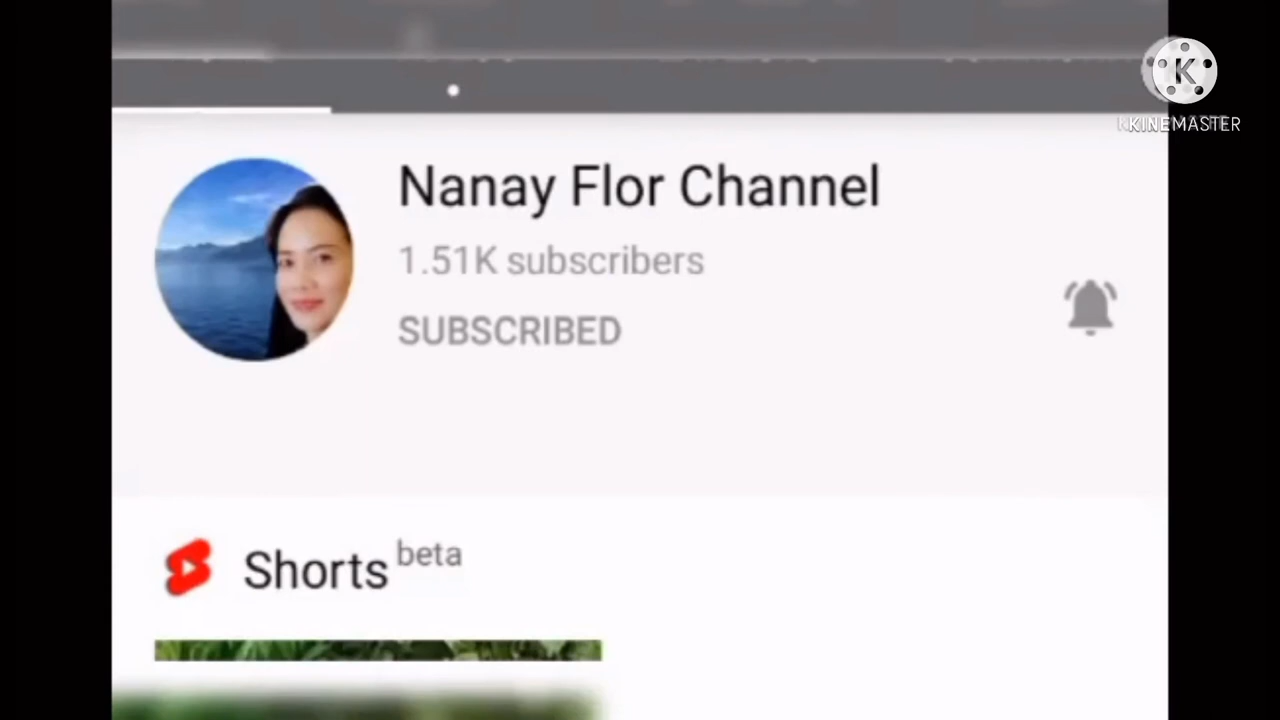 KINEMASTER
Nanay Flor Channel
1.51K subscribers
SUBSCRIBED
Shorts beta